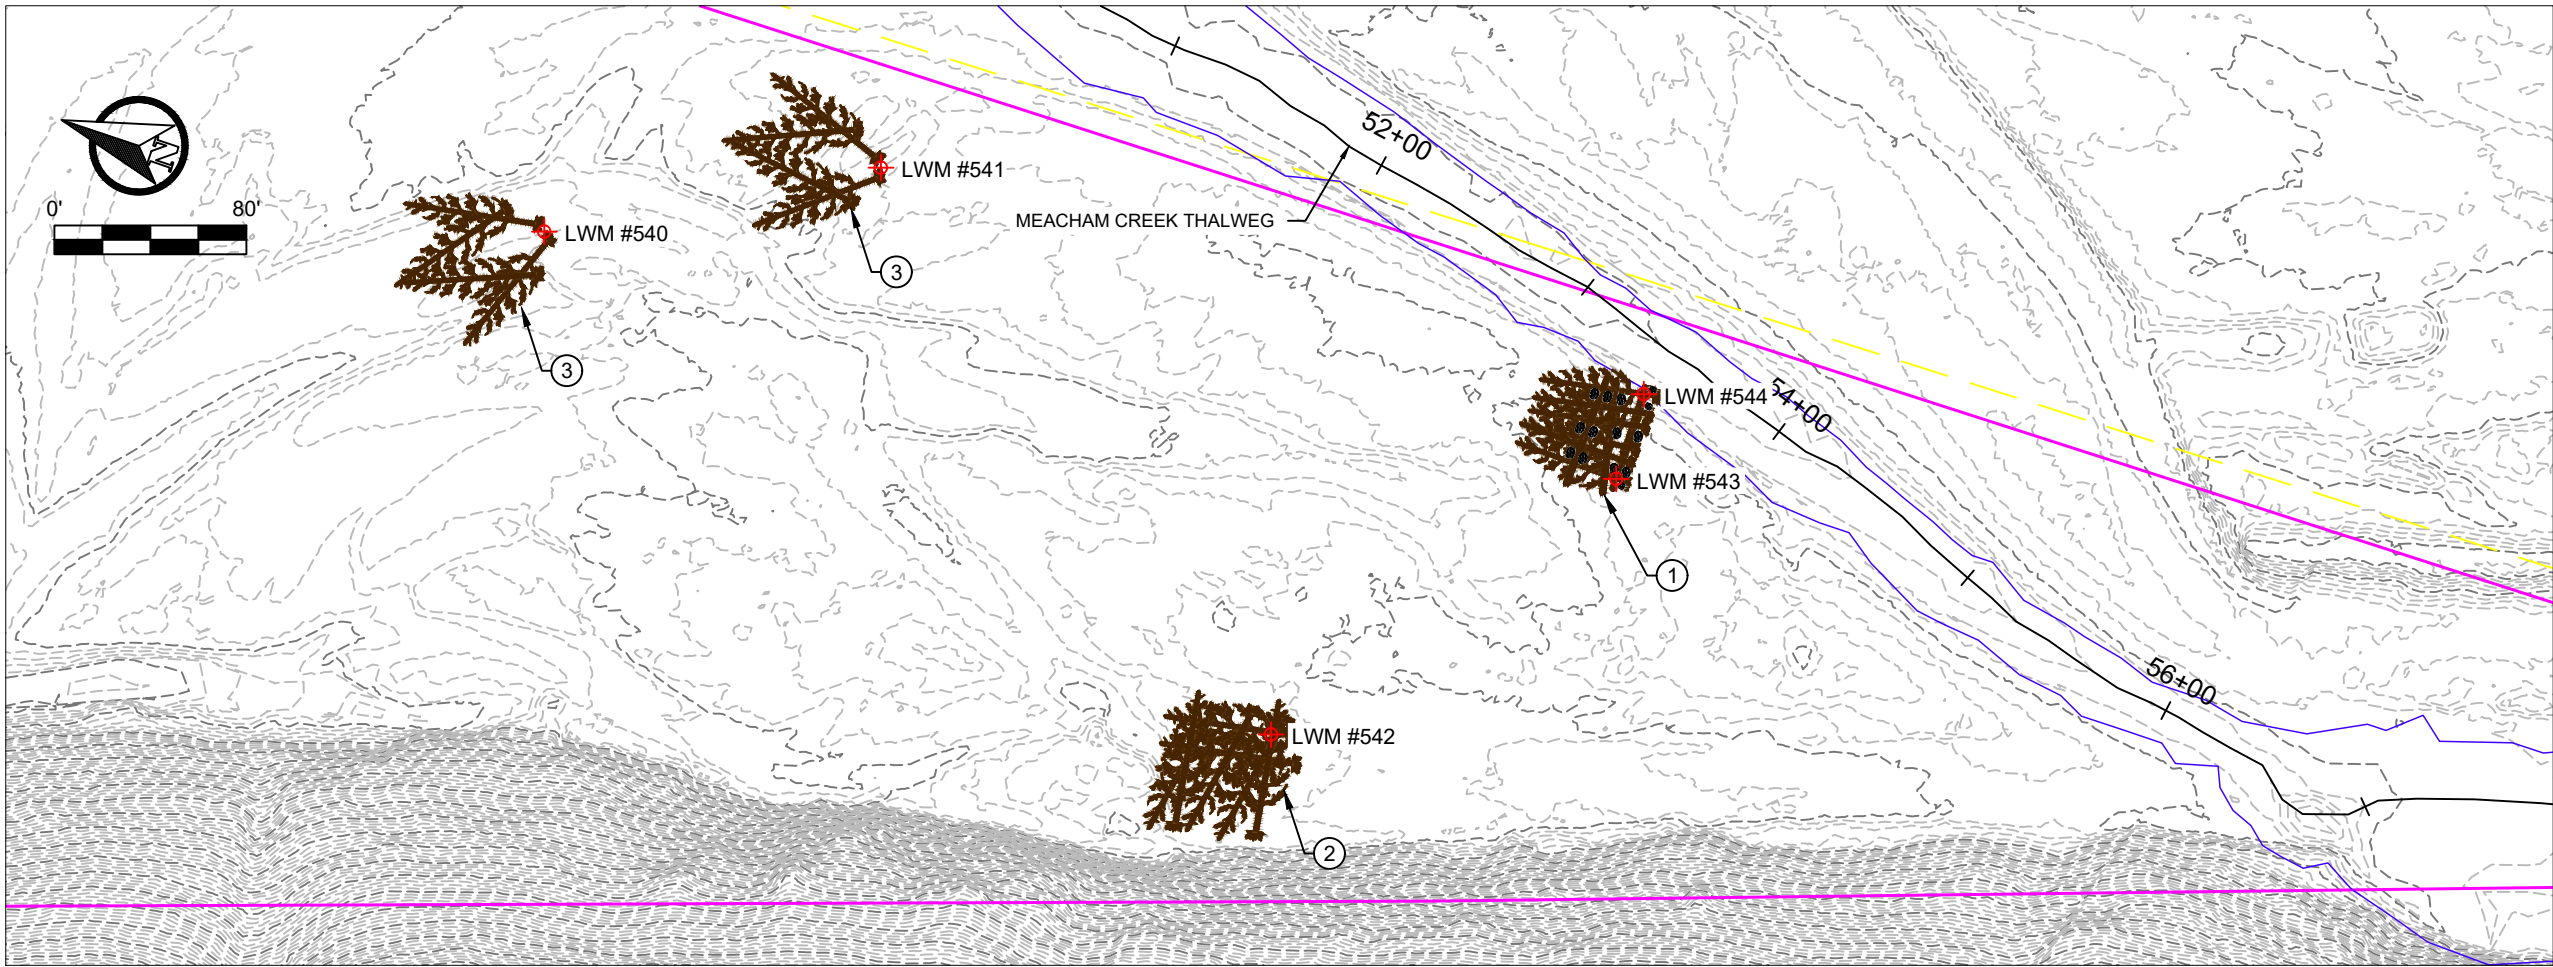 52+00
LWM #541
N
0'
80'
MEACHAM CREEK THALWEG
LWM #540
3
3
LWM #544
54+00
LWM #543
1
56+00
LWM #542
2